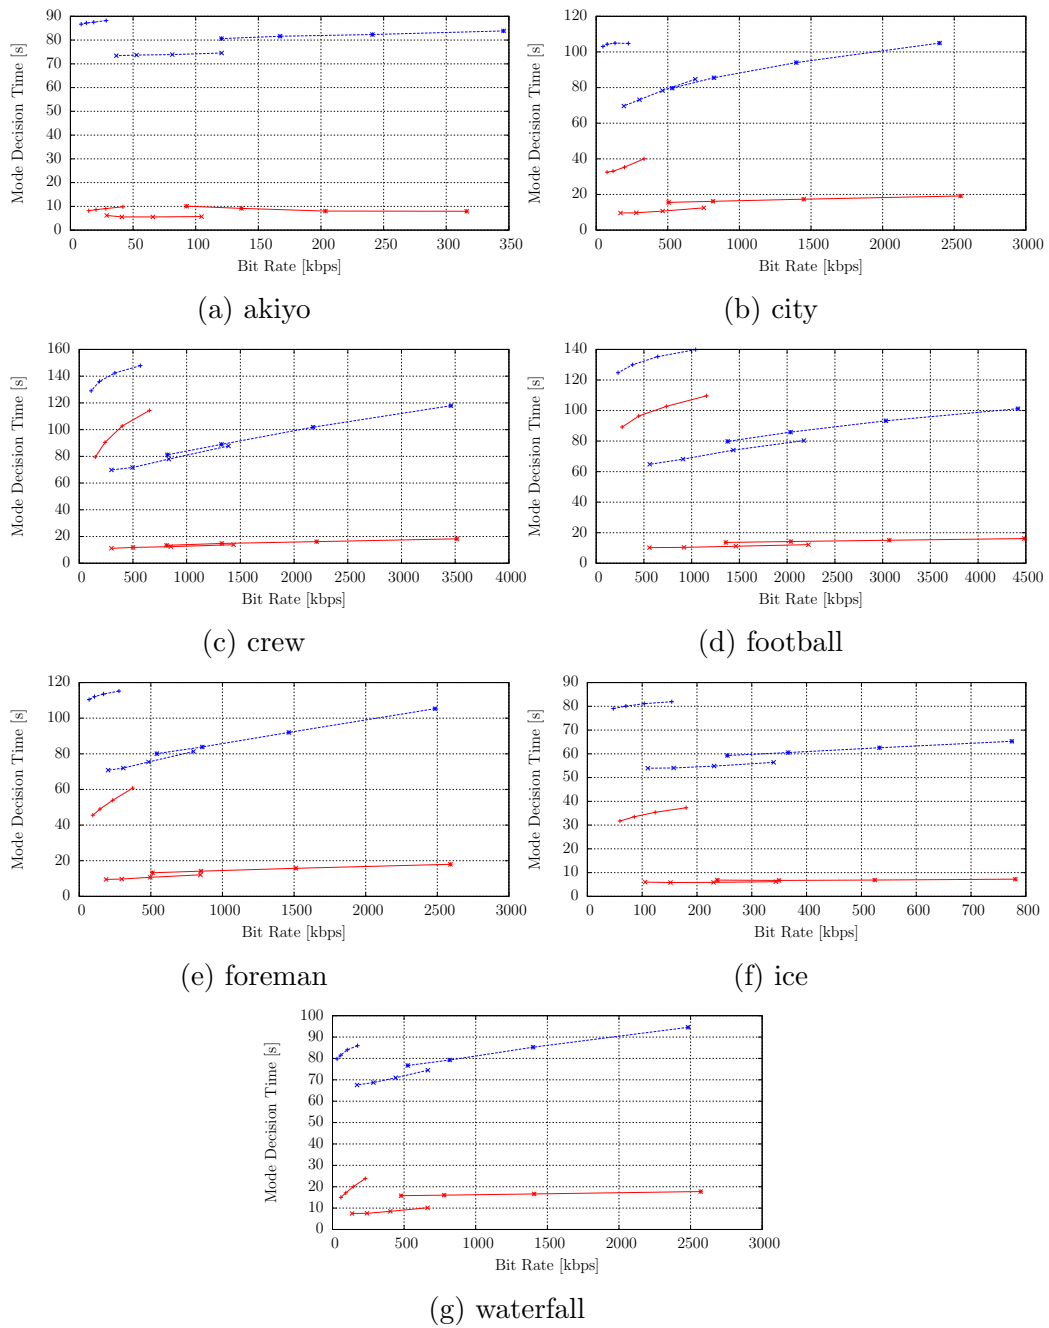 90
80
70
60
50
40
30
20
10
0
Mode Decision Time [s]
0 50 100 150 200 250 300 350
Bit Rate [kbps]
(a) akiyo
120
100
80
60
40
20
0
Mode Decision Time [s]
0 500 1000 1500 2000 2500 3000
Bit Rate [kbps]
(b) city
160
140
120
100
80
60
40
20
0
Mode Decision Time [s]
0 500 1000 1500 2000 2500 3000 3500 4000
Bit Rate [kbps]
(c) crew
140
120
100
80
60
40
20
0
Mode Decision Time [s]
0 500 1000 1500 2000 2500 3000 3500 4000 4500
Bit Rate [kbps]
(d) football
120
100
80
60
40
20
0
Mode Decision Time [s]
0 500 1000 1500 2000 2500 3000
Bit Rate [kbps]
(e) foreman
90
80
70
60
50
40
30
20
10
0
Mode Decision Time [s]
0 100 200 300 400 500 600 700 800
Bit Rate [kbps]
(f) ice
100
90
80
70
60
50
40
30
20
10
0
Mode Decision Time [s]
0 500 1000 1500 2000 2500 3000
Bit Rate [kbps]
(g) waterfall